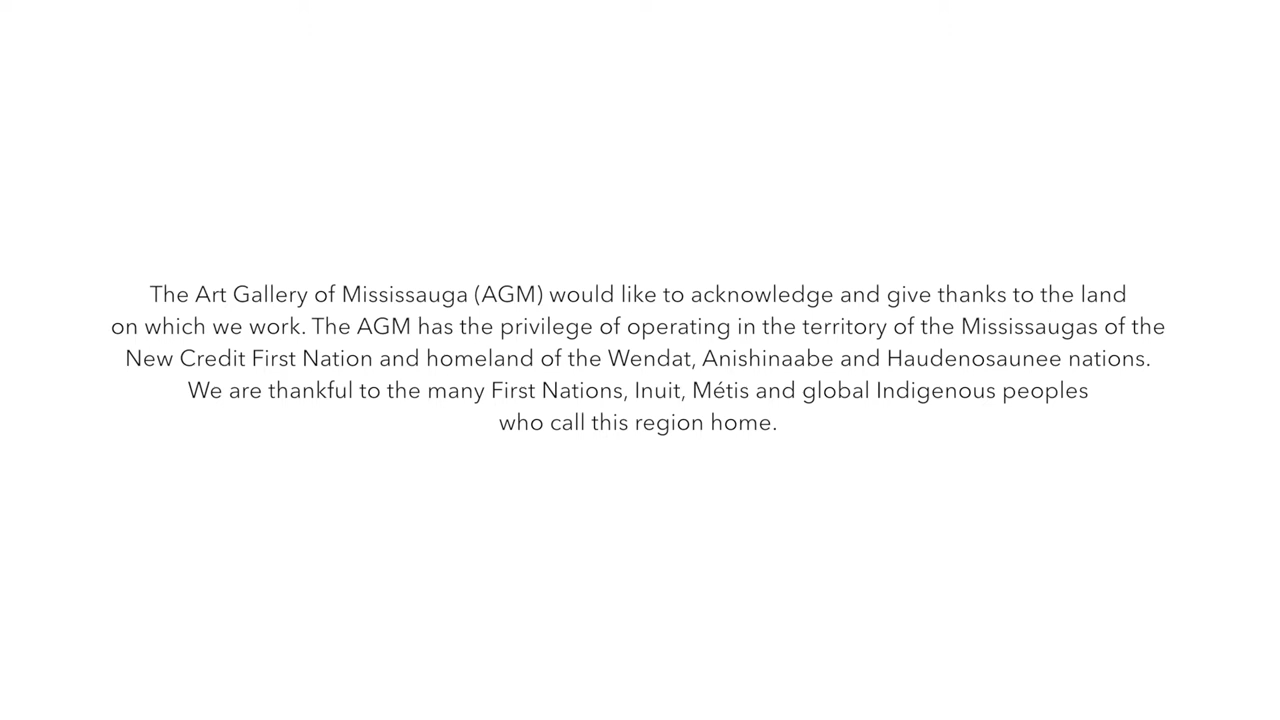 The Art Gallery of Mississauga (AGM) would like to acknowledge and give thanks to the land
on which we work. The AGM has the privilege of operating in the territory of the Mississaugas of the
New Credit First Nation and homeland of the Wendat, Anishinaabe and Haudenosaunee nations.
We are thankful to the many First Nations, Inuit, Métis and global Indigenous peoples
who call this region home.